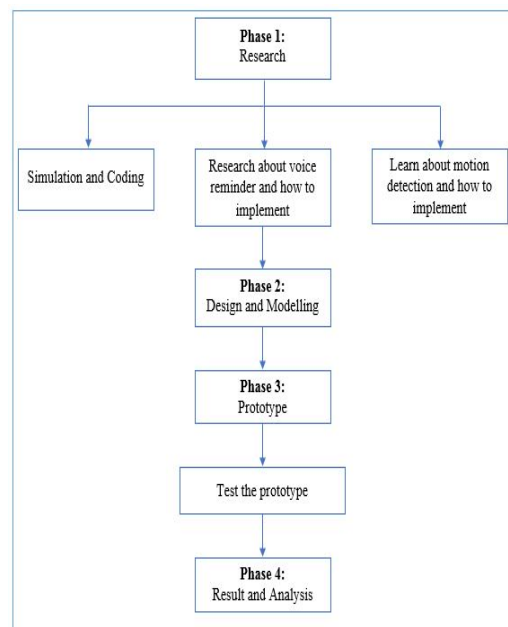 Phase 1:
Research
Simulation and Coding
Research about voice
reminder and how to
implement
Learn about motion
detection and how to
implement
Phase 2:
Design and Modelling
Phase 3:
Prototype
Test the prototype
Phase 4:
Result and Analysis